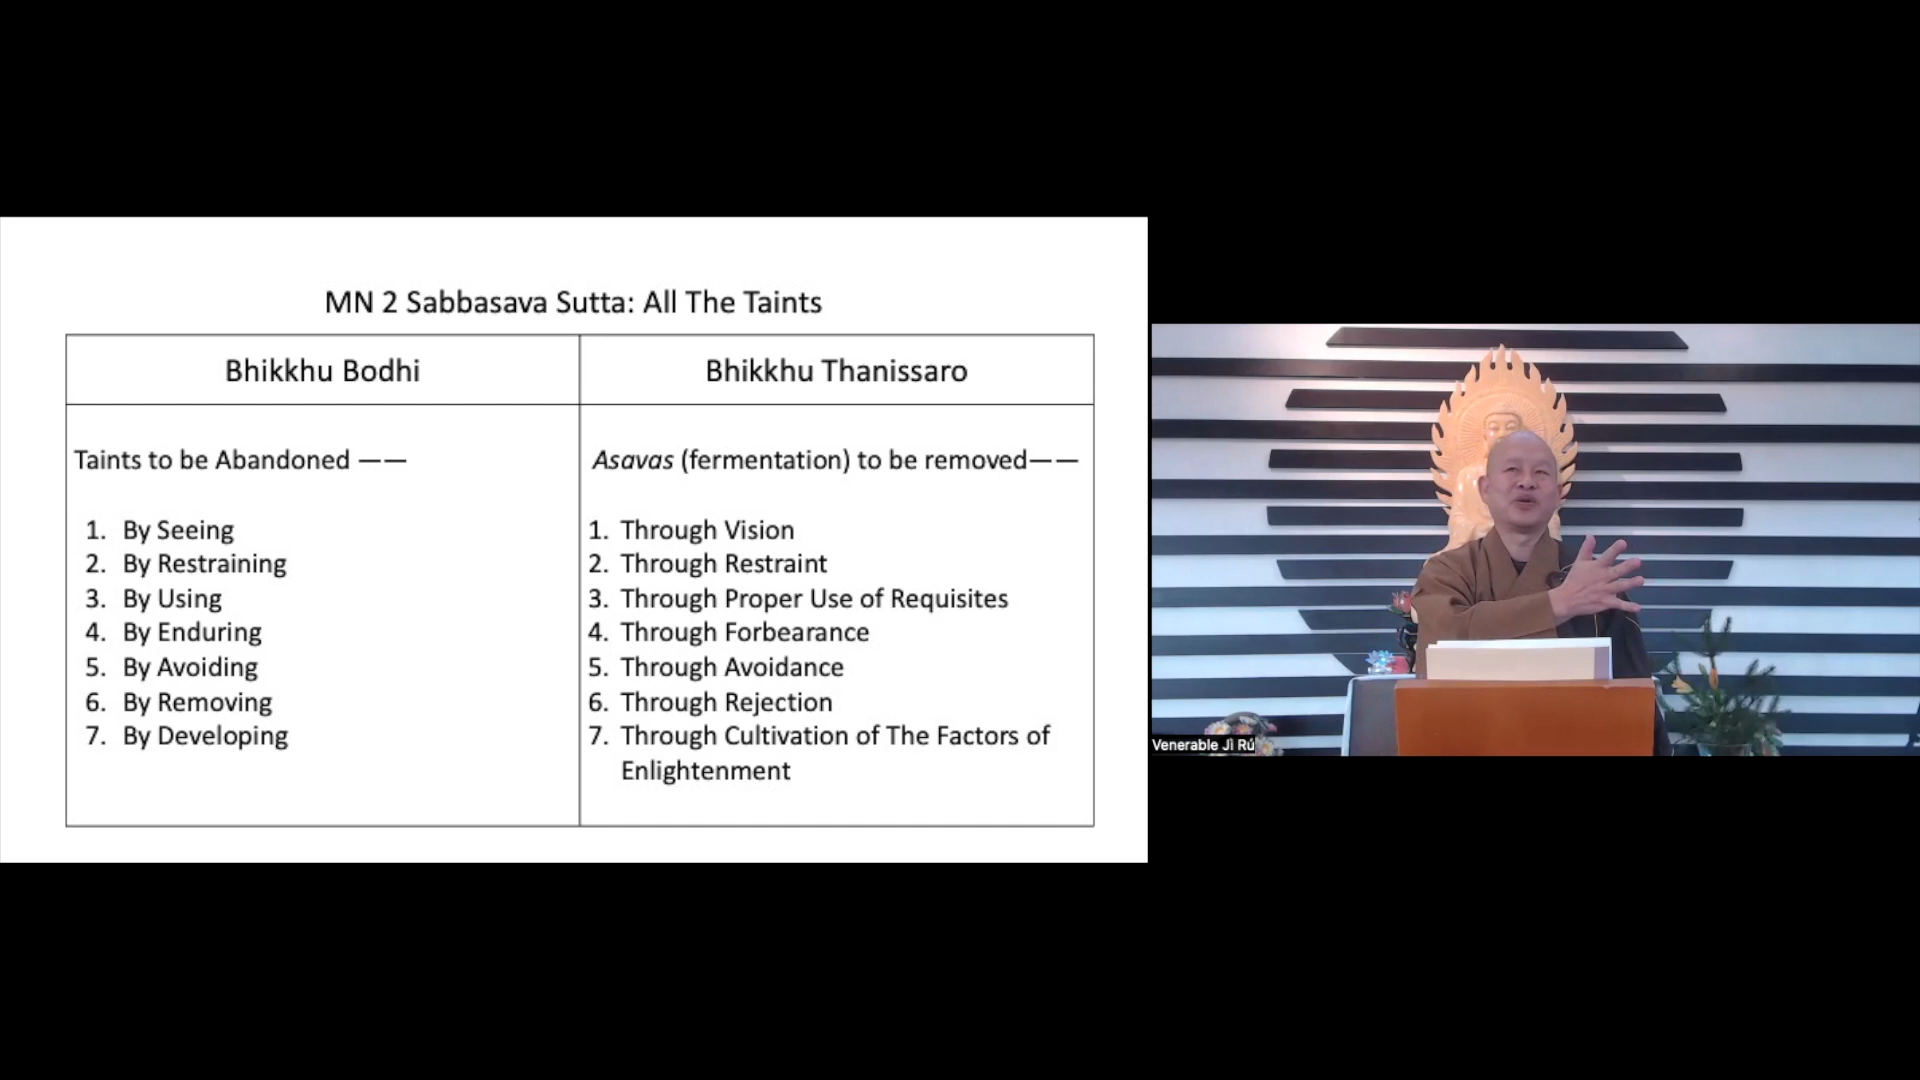 MN 2 Sabbasava Sutta: All The Taints
Bhikkhu Bodhi
Bhikkhu Thanissaro
Taints to be Abandoned ——
1. By Seeing
2. By Restraining
3. By Using
4. By Enduring
5. By Avoiding
6. By Removing
7. By Developing
Asavas (fermentation) to be removed——
1. Through Vision
2. Through Restraint
3. Through Proper Use of Requisites
4. Through Forbearance
5. Through Avoidance
6. Through Rejection
7. Through Cultivation of The Factors of
Enlightenment
Venerable Jì Rú